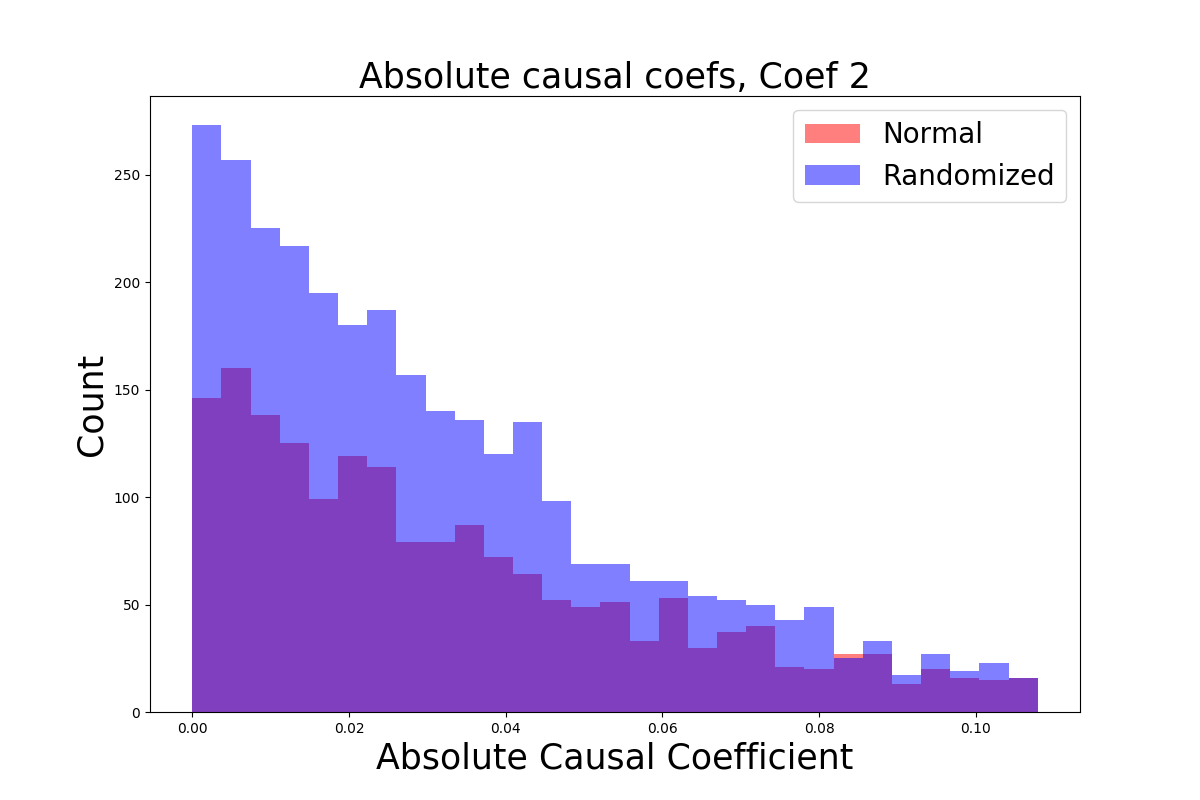 Absolute causal coefs, Coef 2
Normal
Randomized
Count
250
200
150
100
50
0
0.00 0.02 0.04 0.06 0.08 0.10
Absolute Causal Coefficient